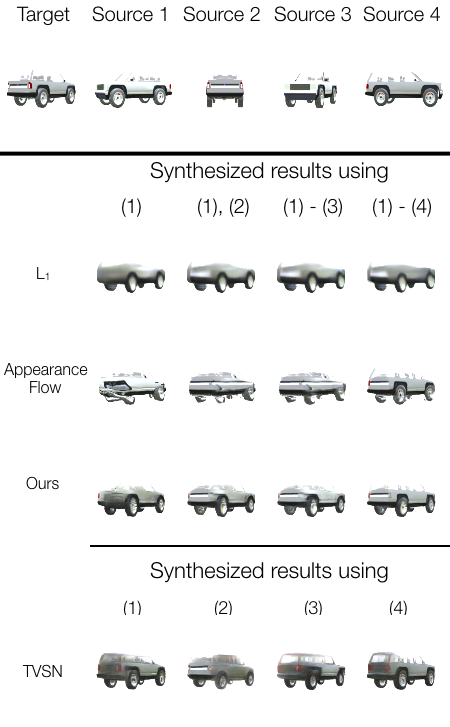 Target Source 1 Source 2 Source 3 Source 4
Synthesized results using
(1) (1), (2) (1) - (3) (1) - (4)
L₁
Appearance
Flow
Ours
Synthesized results using
(1) (2) (3) (4)
TVSN